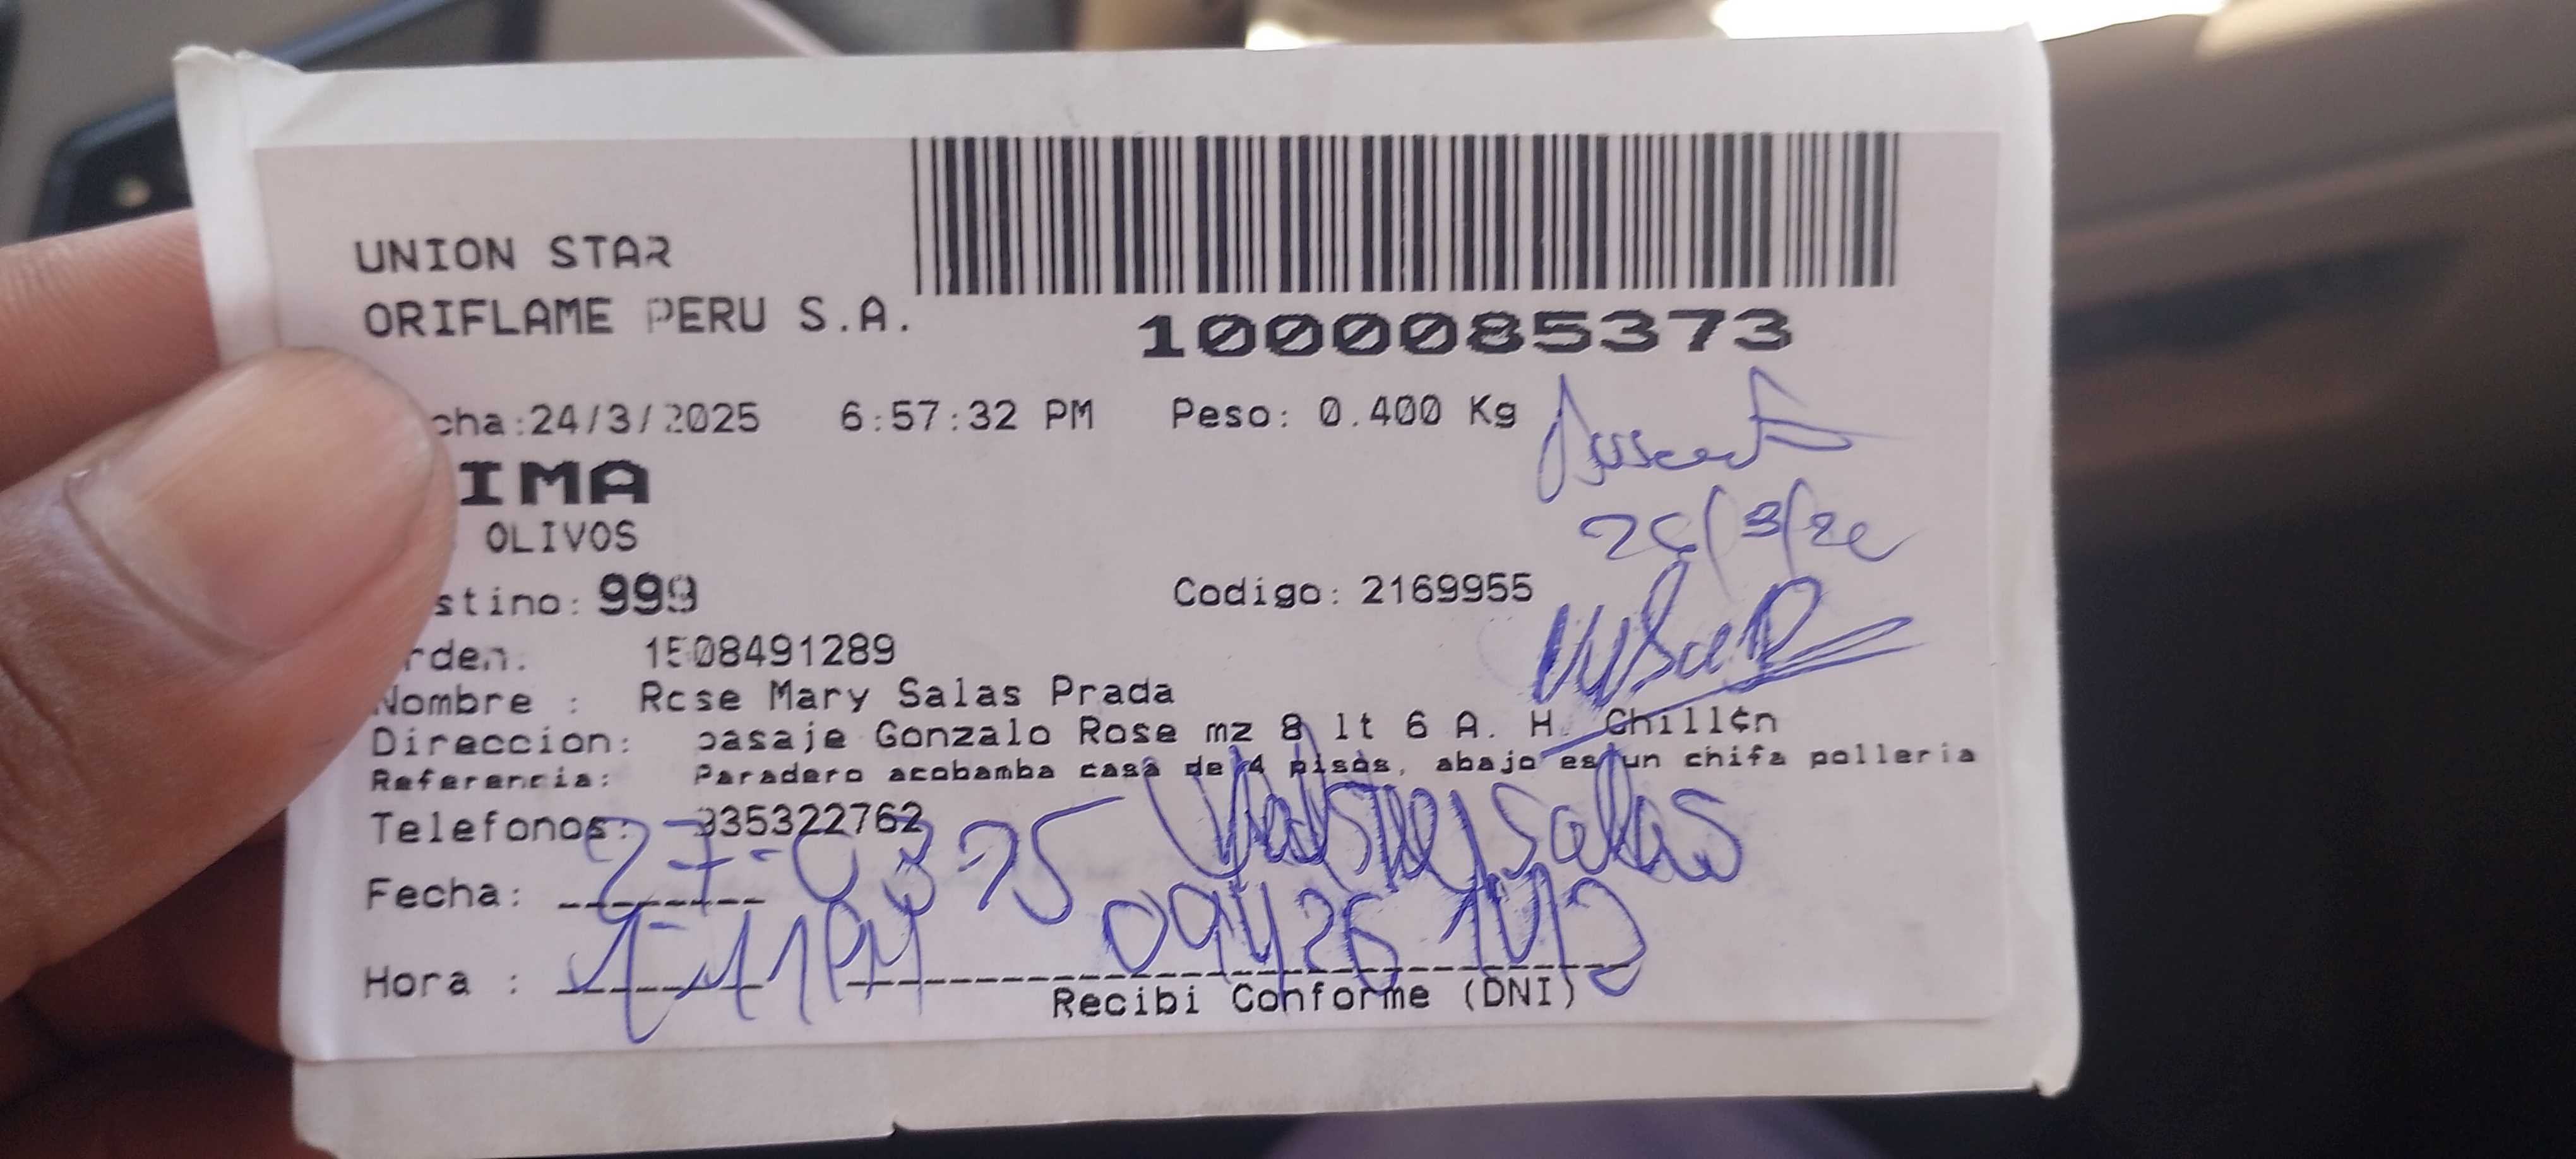 UNION STAR
ORIFLAME PERU S.A.
1000085373
cha:24/3/2025 6:57:32 PM Peso: 0.400 Kg
IMA
OLIVOS
stino: 999 Codigo: 2169955
rden. 1508491289
Nombre : Rose Mary Salas Prada
Direccion: pasaje Gonzalo Rose mz 8 lt 6 A. H. Chill¢n
Referencia: Paradero acobamba casa de 4 pisos, abajo es un chifa polleria
Telefonos: 935322762
Fecha: 27-03-25 Salas
Hora : 1-11PM
Recibi Conforme (DNI)